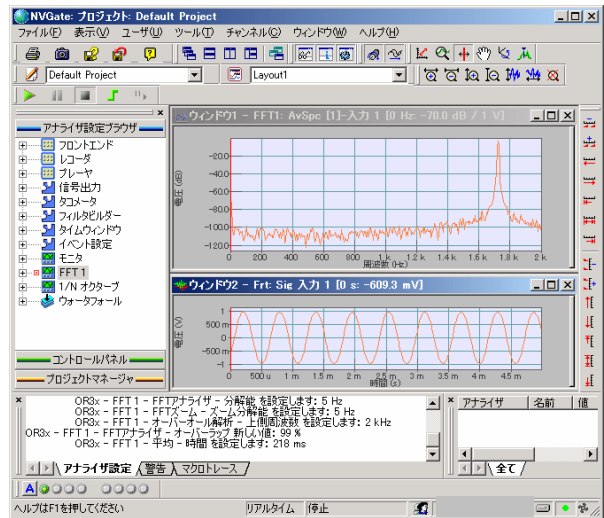 NVGate: プロジェクト: Default Project
ファイル(F) 表示(V) ユーザ(U) ツール(T) チャンネル(C) ウィンドウ(W) ヘルプ(H)
Default Project
Layout1
アナライザ設定ブラウザ
フロントエンド
レコーダ
プレーヤ
信号出力
タコメータ
フィルタビルダー
タイムウィンドウ
イベント設定
モニタ
FFT 1
1/N オクターブ
ウォータフォール
コントロールパネル
プロジェクトマネージャ
ウィンドウ1 - FFT1: AvSpc [1]-入力 1 [0 Hz: -70.0 dB / 1 V]
電圧 (dB)
-20.0
-40.0
-60.0
-80.0
-100.0
-120.0
0 200 400 600 800 1 k 1.2 k 1.4 k 1.6 k 1.8 k 2 k
周波数 (Hz)
ウィンドウ2 - Frt: Sig 入力 1 [0 s: -609.3 mV]
電圧 (V)
1
500 m
0
-500 m
-1
0 500 u 1 m 1.5 m 2 m 2.5 m 3 m 3.5 m 4 m 4.5 m
時間 (s)
OR3x - FFT 1 - FFTアナライザ - 分解能 を設定します: 5 Hz
OR3x - FFT 1 - FFTズーム - ズーム分解能 を設定します: 5 Hz
OR3x - FFT 1 - オーバーオール解析 - 上側周波数 を設定します: 2 kHz
OR3x - FFT 1 - FFTアナライザ - オーバーラップ 新しい値: 99 %
OR3x - FFT 1 - 平均 - 時間 を設定します: 218 ms
アナライザ設定 警告 マクロトレース
アナライザ 名前 値
全て
A
ヘルプはF1を押してください リアルタイム 停止